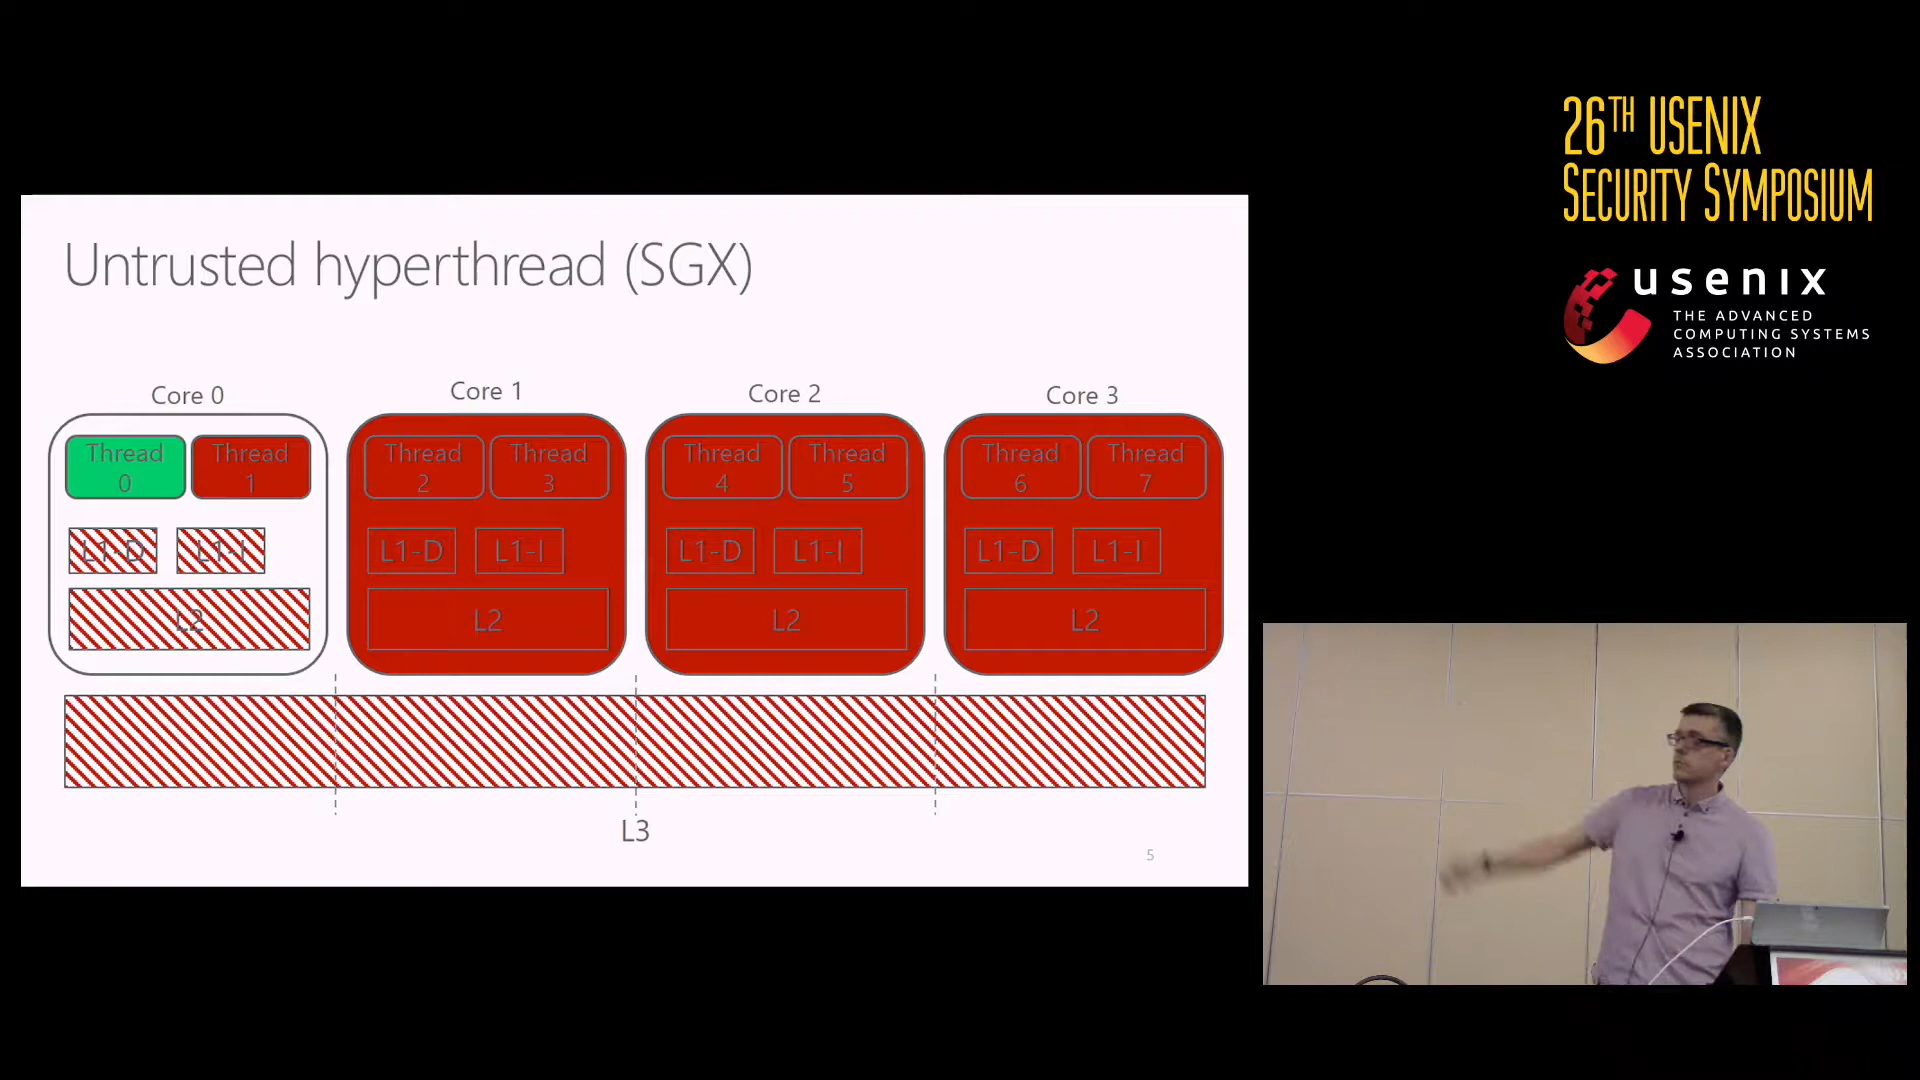 26TH USENIX
SECURITY SYMPOSIUM
usenix
THE ADVANCED
COMPUTING SYSTEMS
ASSOCIATION
Untrusted hyperthread (SGX)
Core 0
Core 1
Core 2
Core 3
Thread
0
Thread
1
Thread
2
Thread
3
Thread
4
Thread
5
Thread
6
Thread
7
L1-D
L1-I
L1-D
L1-I
L1-D
L1-I
L1-D
L1-I
L2
L2
L2
L2
L3
5